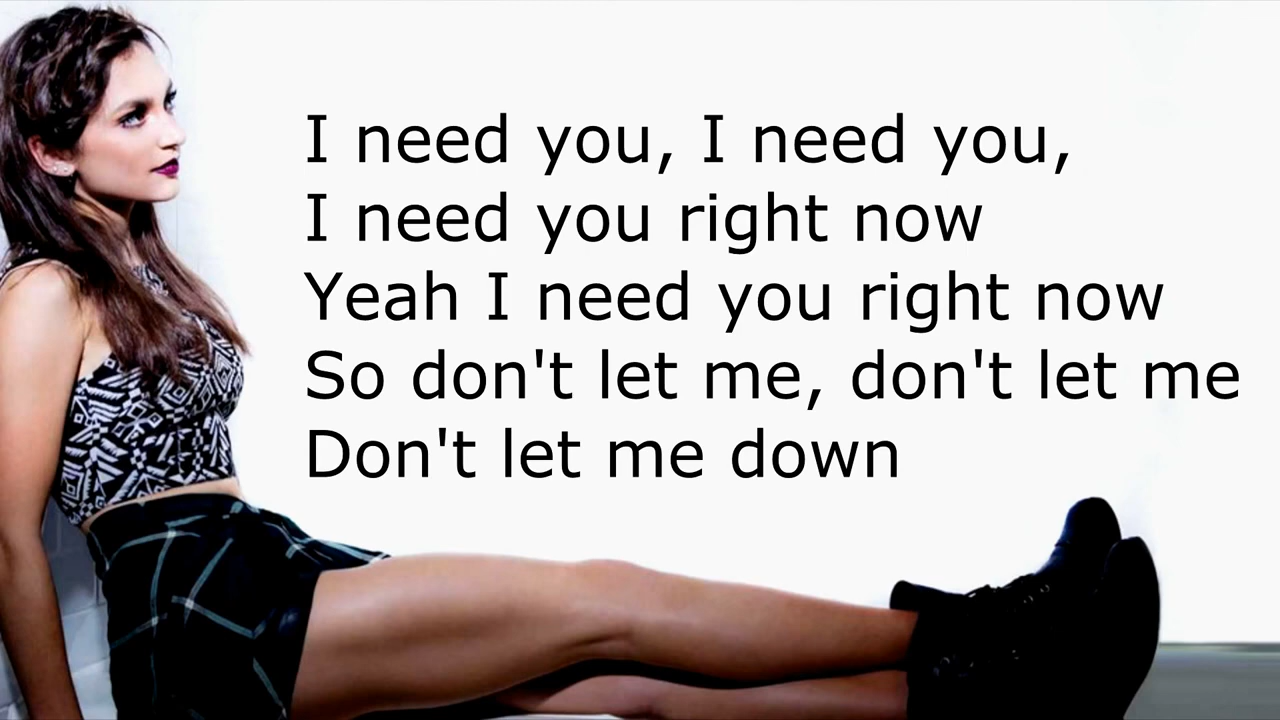 I need you, I need you,
I need you right now
Yeah I need you right now
So don't let me, don't let me
Don't let me down